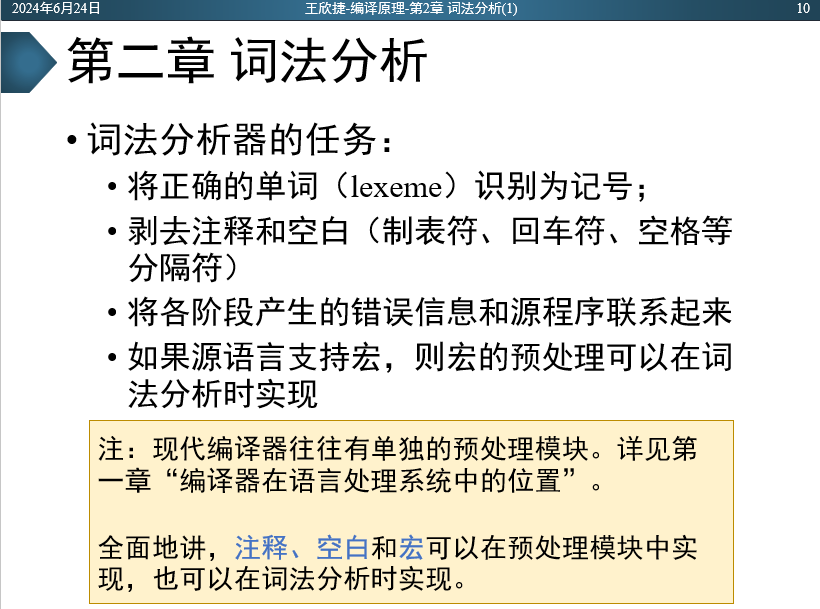 2024年6月24日 王欣捷-编译原理-第2章 词法分析(1) 10
第二章 词法分析
• 词法分析器的任务：
• 将正确的单词（lexeme）识别为记号；
• 剥去注释和空白（制表符、回车符、空格等
分隔符）
• 将各阶段产生的错误信息和源程序联系起来
• 如果源语言支持宏，则宏的预处理可以在词
法分析时实现
注：现代编译器往往有单独的预处理模块。详见第
一章“编译器在语言处理系统中的位置”。
全面地讲，注释、空白和宏可以在预处理模块中实
现，也可以在词法分析时实现。